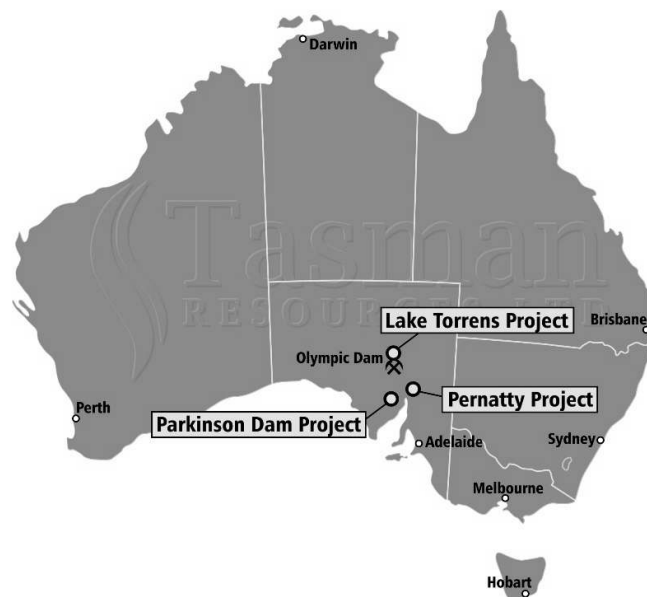 Darwin
Tasman
RESOURCES LTD
Lake Torrens Project
Brisbane
Olympic Dam
Perth
Pernatty Project
Parkinson Dam Project
Adelaide
Sydney
Melbourne
Hobart